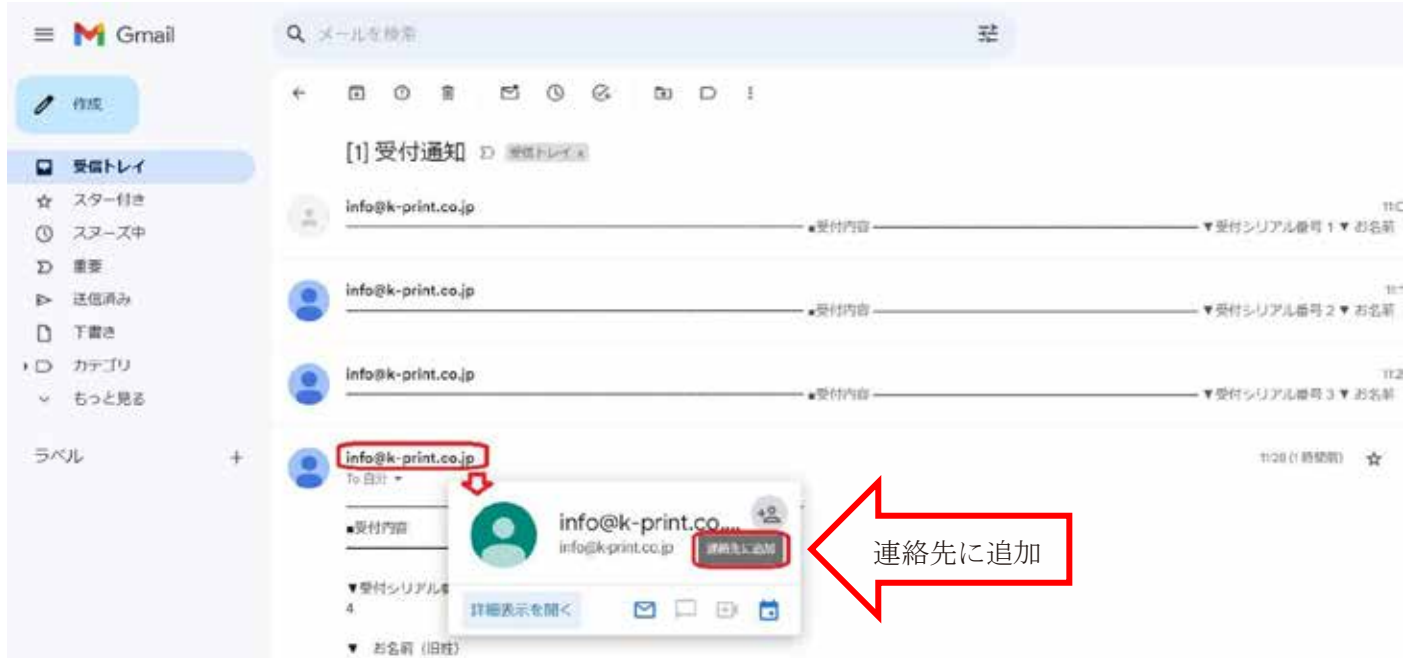 Gmail
メールを検索
作成
[1] 受付通知 受信トレイ x
受信トレイ
スター付き
スヌーズ中
重要
送信済み
下書き
カテゴリ
もっと見る
ラベル +
info@k-print.co.jp
■受付内容 ▼受付シリアル番号 1 ▼ お名前
info@k-print.co.jp
■受付内容 ▼受付シリアル番号 2 ▼ お名前
info@k-print.co.jp
■受付内容 ▼受付シリアル番号 3 ▼ お名前
info@k-print.co.jp 11:28 (1 時間前)
To 自分
■受付内容
▼受付シリアル
4
▼ お名前（旧姓）
info@k-print.co....
info@k-print.co.jp 連絡先に追加
詳細表示を開く
連絡先に追加